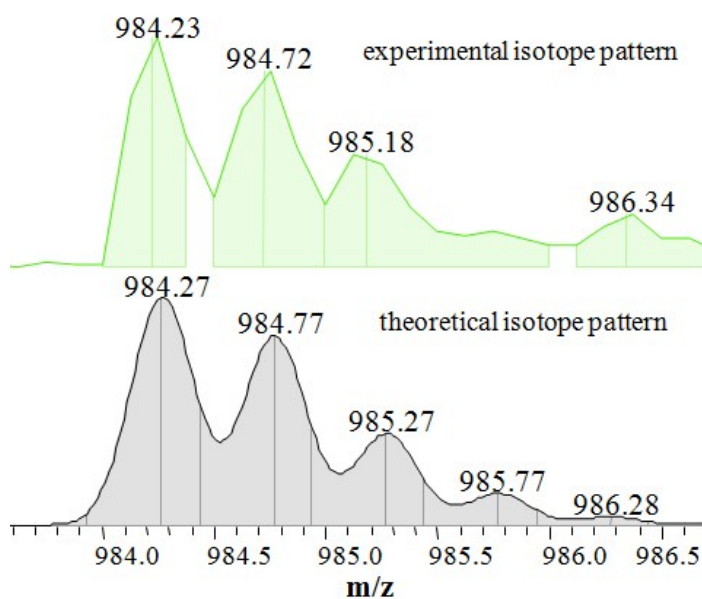 984.23
984.72
experimental isotope pattern
985.18
986.34
984.27
984.77
theoretical isotope pattern
985.27
985.77
986.28
984.0 984.5 985.0 985.5 986.0 986.5
m/z